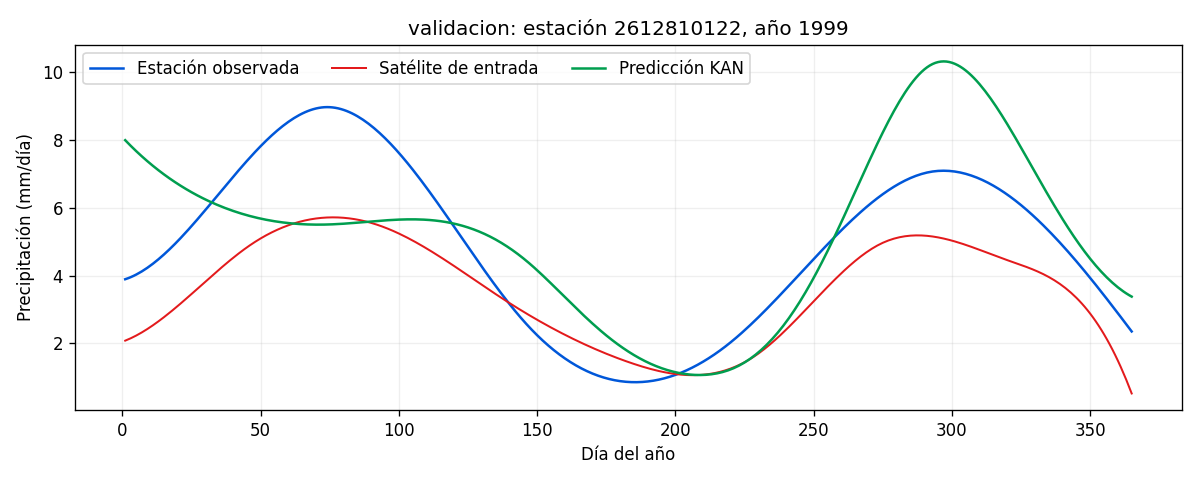 validacion: estación 2612810122, año 1999
Estación observada
Satélite de entrada
Predicción KAN
Precipitación (mm/día)
10
8
6
4
2
0
50
100
150
200
250
300
350
Día del año